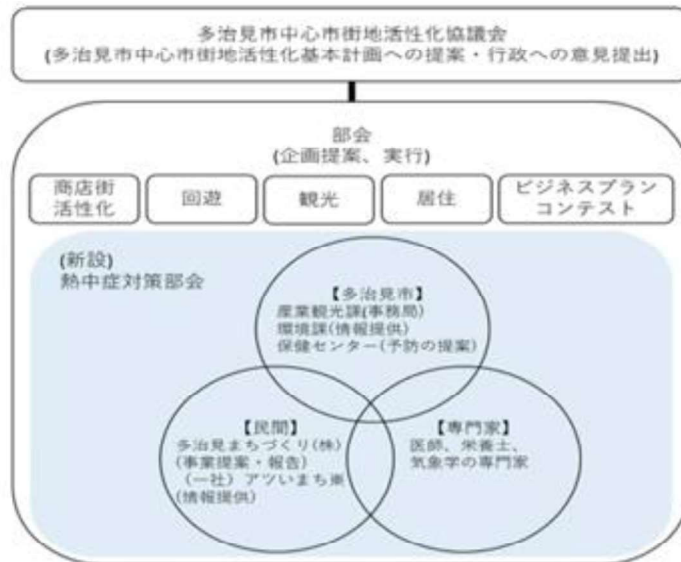 多治見市中心市街地活性化協議会
(多治見市中心市街地活性化基本計画への提案・行政への意見提出)
部会
(企画提案、実行)
商店街
活性化
回遊
観光
居住
ビジネスプラン
コンテスト
(新設)
熱中症対策部会
【多治見市】
産業観光課(事務局)
環境課(情報提供)
保健センター(予防の提案)
【民間】
多治見まちづくり(株)
(事業提案・報告)
(一社)アツいまち
(情報提供)
【専門家】
医師、栄養士、
気象学の専門家